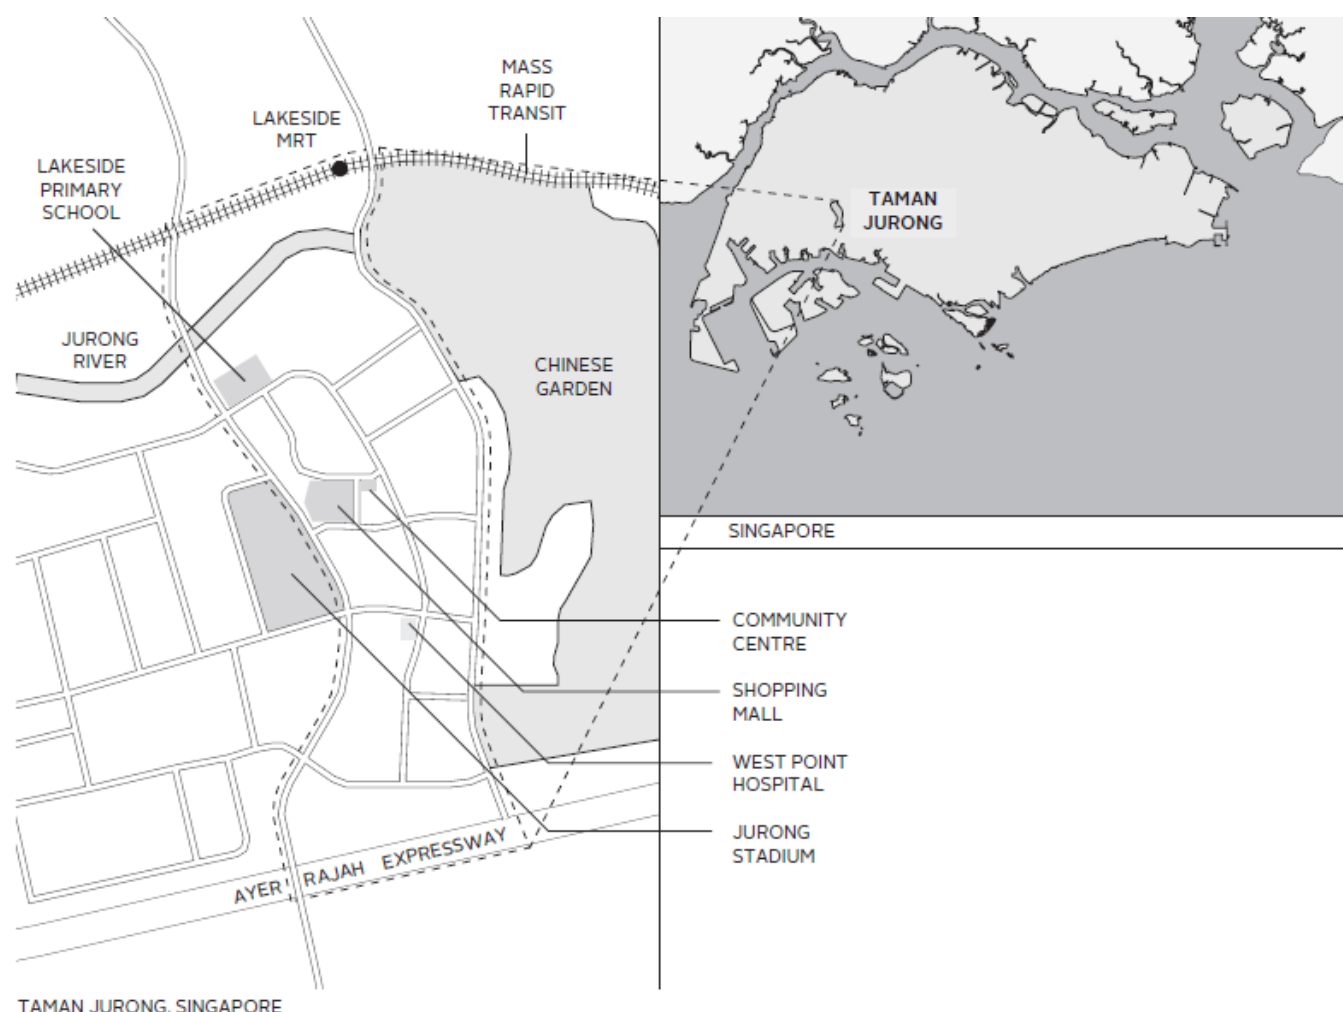 MASS
RAPID
TRANSIT
LAKESIDE
MRT
LAKESIDE
PRIMARY
SCHOOL
TAMAN
JURONG
JURONG
RIVER
CHINESE
GARDEN
SINGAPORE
COMMUNITY
CENTRE
SHOPPING
MALL
WEST POINT
HOSPITAL
JURONG
STADIUM
AYER RAJAH EXPRESSWAY
TAMAN JURONG, SINGAPORE